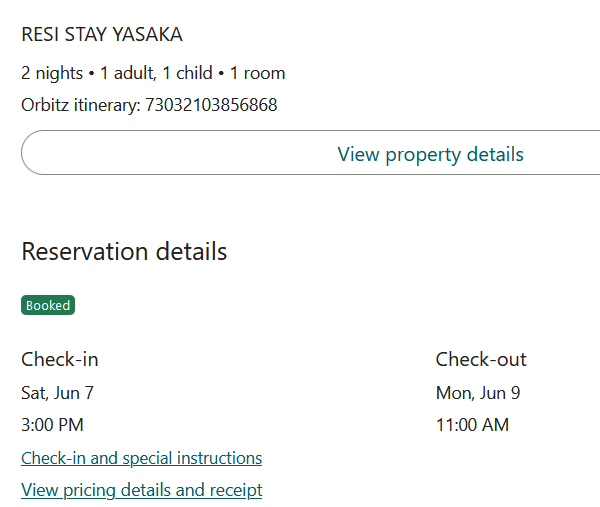 RESI STAY YASAKA
2 nights • 1 adult, 1 child • 1 room
Orbitz itinerary: 73032103856868
View property details
Reservation details
Booked
Check-in
Sat, Jun 7
3:00 PM
Check-out
Mon, Jun 9
11:00 AM
Check-in and special instructions
View pricing details and receipt